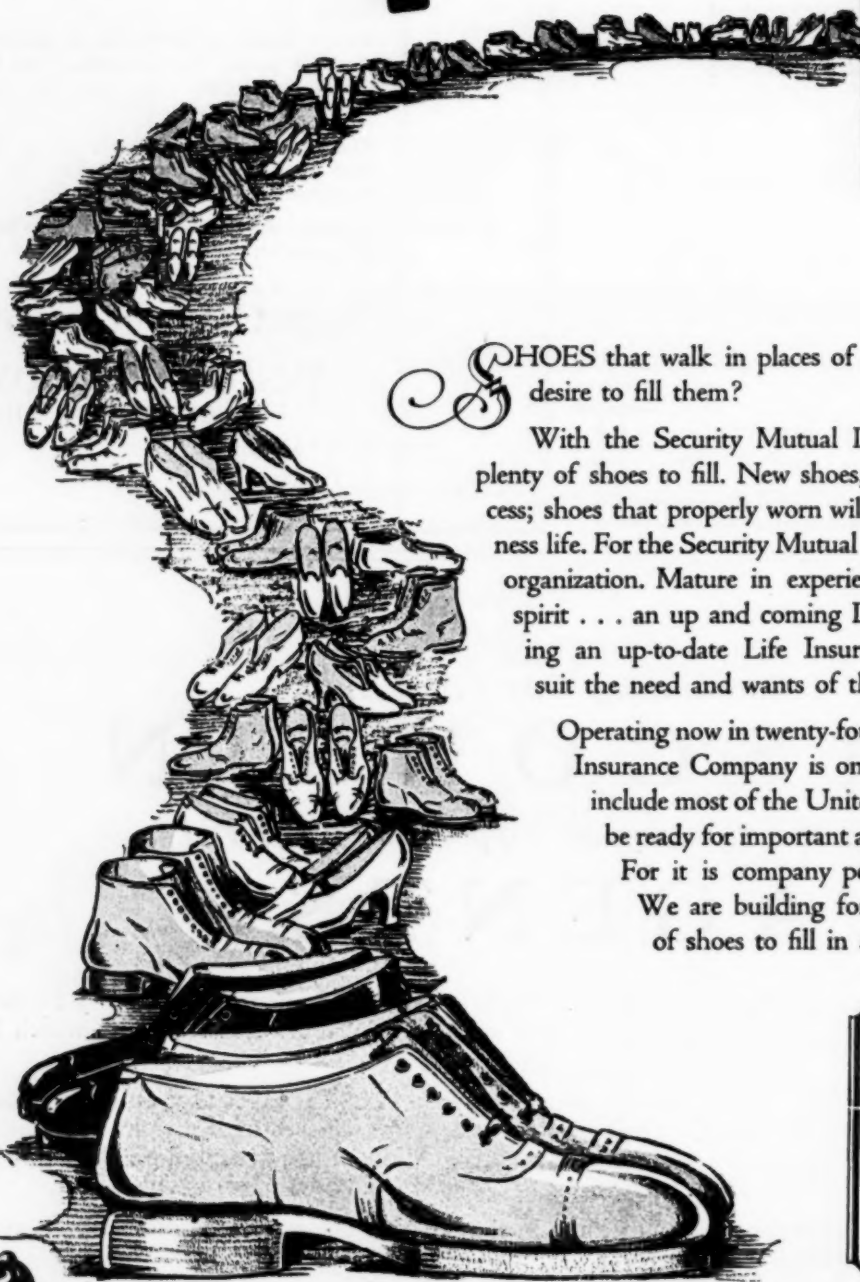 SHOES that walk in places of
desire to fill them?
With the Security Mutual
plenty of shoes to fill. New shoes,
cess; shoes that properly worn wil
ness life. For the Security Mutual
organization. Mature in experie
spirit . . . an up and coming
ing an up-to-date Life Insur
suit the need and wants of th
Operating now in twenty-fo
Insurance Company is on
include most of the Unit
be ready for important a
For it is company po
We are building fo
of shoes to fill in